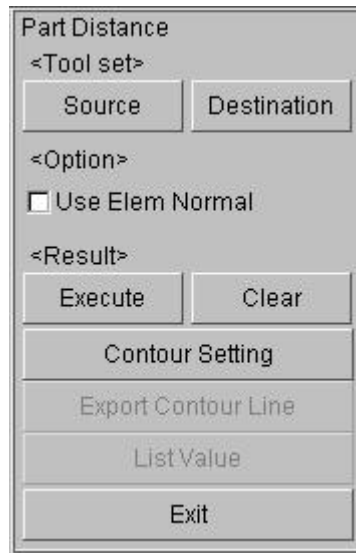 Part Distance
<Tool set>
Source Destination
<Option>
Use Elem Normal
<Result>
Execute Clear
Contour Setting
Export Contour Line
List Value
Exit